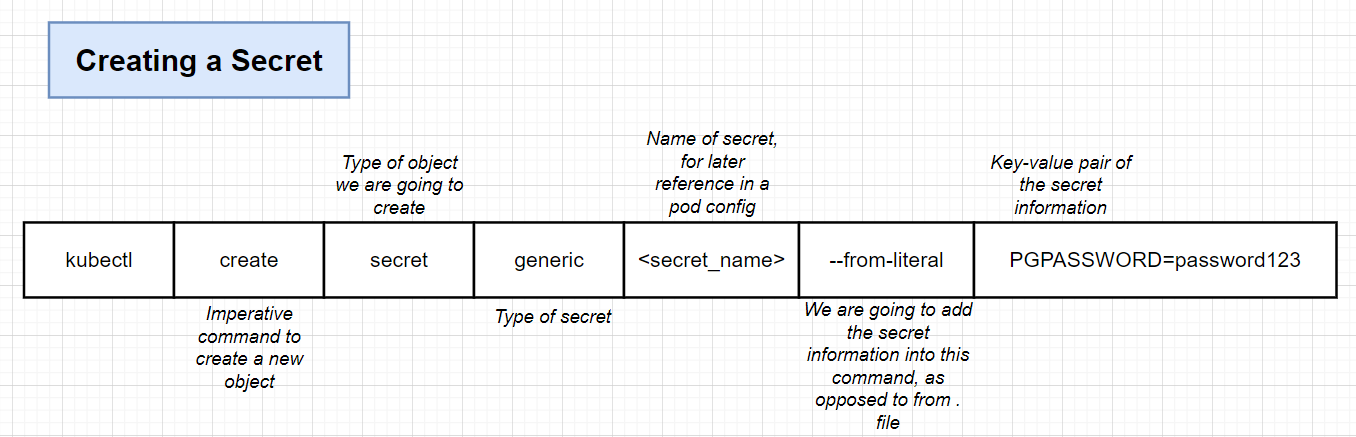 Creating a Secret
Type of object
we are going to
create
Name of secret,
for later
reference in a
pod config
Key-value pair of
the secret
information
kubectl
create
secret
generic
<secret_name>
--from-literal
PGPASSWORD=password123
Imperative
command to
create a new
object
Type of secret
We are going to add
the secret
information into this
command, as
opposed to from .
file